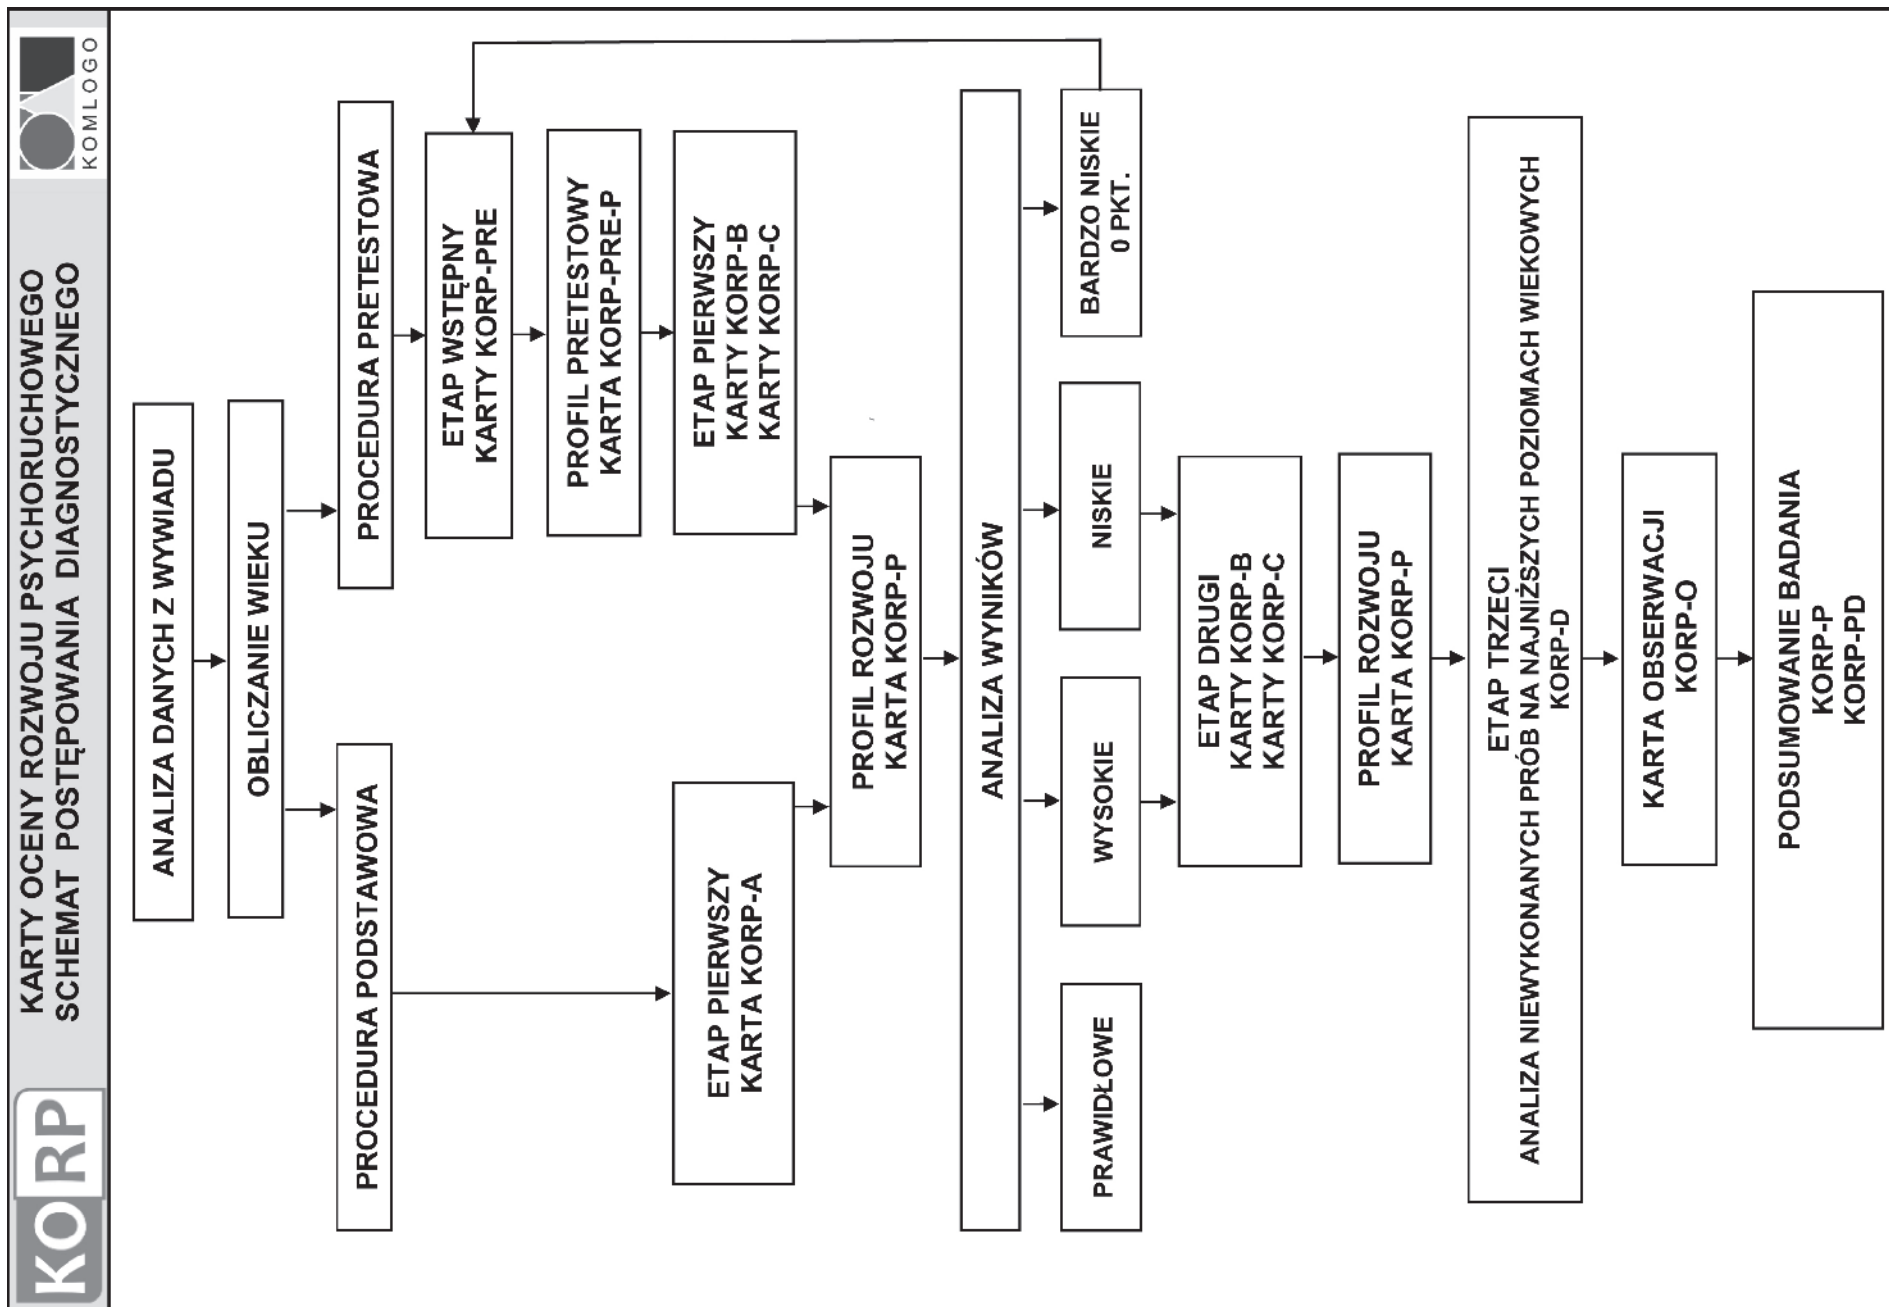 KORP
KARTY OCENY ROZWOJU PSYCHORUCHOWEGO
SCHEMAT POSTĘPOWANIA DIAGNOSTYCZNEGO
KOMLOGO
ANALIZA DANYCH Z WYWIADU
OBLICZANIE WIEKU
PROCEDURA PODSTAWOWA
PROCEDURA PRETESTOWA
ETAP WSTĘPNY
KARTY KORP-PRE
PROFIL PRETESTOWY
KARTA KORP-PRE-P
ETAP PIERWSZY
KARTA KORP-A
ETAP PIERWSZY
KARTY KORP-B
KARTY KORP-C
PROFIL ROZWOJU
KARTA KORP-P
ANALIZA WYNIKÓW
PRAWIDŁOWE
WYSOKIE
NISKIE
BARDZO NISKIE
0 PKT.
ETAP DRUGI
KARTY KORP-B
KARTY KORP-C
PROFIL ROZWOJU
KARTA KORP-P
ETAP TRZECI
ANALIZA NIEWYKONANYCH PRÓB NA NAJNIŻSZYCH POZIOMACH WIEKOWYCH
KORP-D
KARTA OBSERWACJI
KORP-O
PODSUMOWANIE BADANIA
KORP-P
KORP-PD